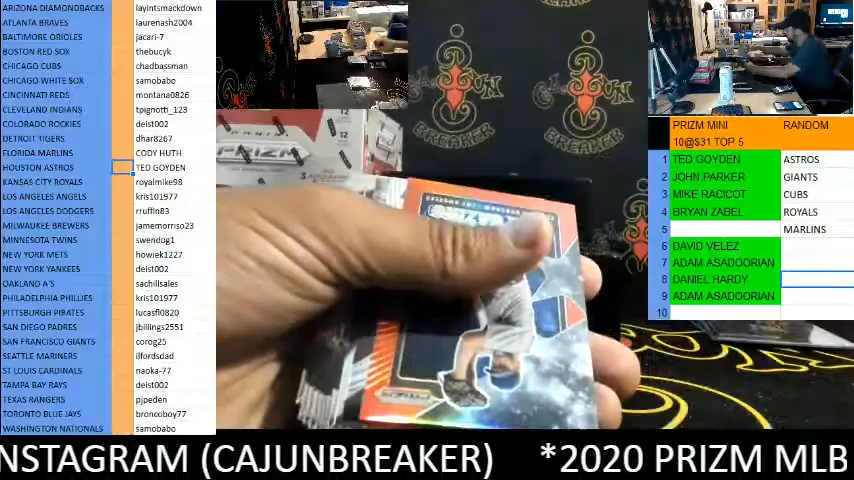 ARIZONA DIAMONDBACKS layintsmackdown
ATLANTA BRAVES laurenash2004
BALTIMORE ORIOLES jacari-7
BOSTON RED SOX thebucyk
CHICAGO CUBS chadbassman
CHICAGO WHITE SOX samobabo
CINCINNATI REDS montana0826
CLEVELAND INDIANS tpignotti_123
COLORADO ROCKIES deist002
DETROIT TIGERS dhar8267
FLORIDA MARLINS CODY HUTH
HOUSTON ASTROS TED GOYDEN
KANSAS CITY ROYALS royalmike98
LOS ANGELES ANGELS kris101977
LOS ANGELES DODGERS rruffin83
MILWAUKEE BREWERS jamemorriso23
MINNESOTA TWINS swendog1
NEW YORK METS howiek1227
NEW YORK YANKEES deist002
OAKLAND A'S sachillsales
PHILADELPHIA PHILLIES kris101977
PITTSBURGH PIRATES lucasfl0820
SAN DIEGO PADRES jbillings2551
SAN FRANCISCO GIANTS corog25
SEATTLE MARINERS ilfordsdad
ST LOUIS CARDINALS naoka-77
TAMPA BAY RAYS deist002
TEXAS RANGERS pjpeden
TORONTO BLUE JAYS broncoboy77
WASHINGTON NATIONALS samobabo
CAJUN
BREAKER
CAJUN
BREAKER
PRIZM
12
12
PRIZM MINI RANDOM
10@$31 TOP 5
1 TED GOYDEN ASTROS
2 JOHN PARKER GIANTS
3 MIKE RACICOT CUBS
4 BRYAN ZABEL ROYALS
5 MARLINS
6 DAVID VELEZ
7 ADAM ASADOORIAN
8 DANIEL HARDY
9 ADAM ASADOORIAN
10
NSTAGRAM (CAJUNBREAKER) *2020 PRIZM MLB